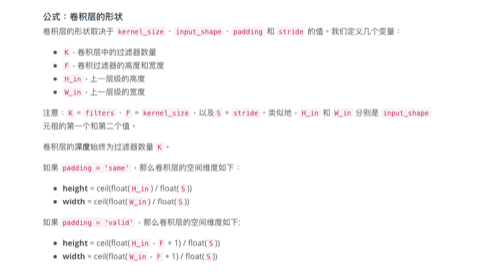 公式：卷积层的形状
卷积层的形状取决于 kernel_size、input_shape、padding 和 stride 的值。我们定义几个变量：
K - 卷积层中的过滤器数量
F - 卷积过滤器的高度和宽度
H_in - 上一层级的高度
W_in - 上一层级的宽度
注意：K = filters、F = kernel_size，以及S = stride。类似地，H_in 和 W_in 分别是 input_shape
元祖的第一个和第二个值。
卷积层的深度始终为过滤器数量 K。
如果 padding = 'same'，那么卷积层的空间维度如下：
height = ceil(float(H_in) / float(S))
width = ceil(float(W_in) / float(S))
如果 padding = 'valid'，那么卷积层的空间维度如下:
height = ceil(float(H_in - F + 1) / float(S))
width = ceil(float(W_in - F + 1) / float(S))